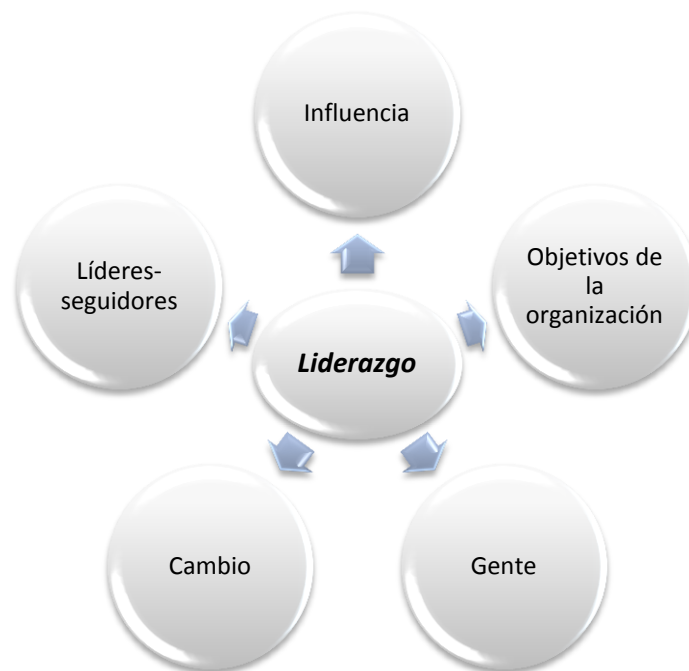 Influencia
Líderes-
seguidores
Objetivos de
la
organización
Liderazgo
Cambio
Gente